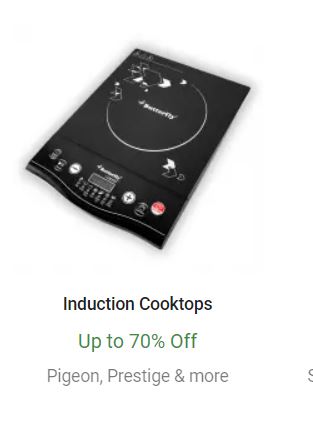 Butterfly
Butterfly
Induction Cooktops
Up to 70% Off
Pigeon, Prestige & more
S